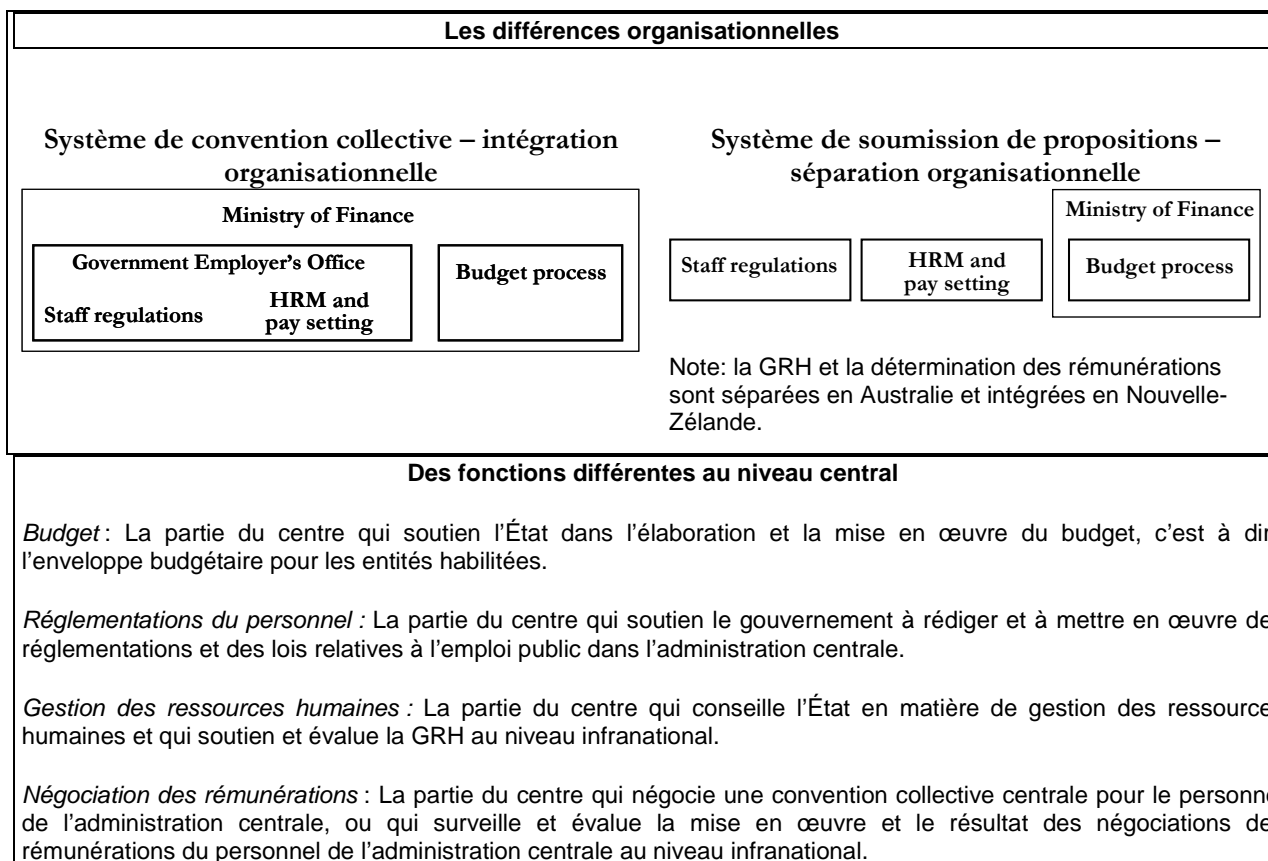 Les différences organisationnelles
Système de convention collective – intégration
organisationnelle
Ministry of Finance
Government Employer's Office
Staff regulations
HRM and
pay setting
Budget process
Système de soumission de propositions –
séparation organisationnelle
Ministry of Finance
Staff regulations
HRM and
pay setting
Budget process
Note: la GRH et la détermination des rémunérations
sont séparées en Australie et intégrées en Nouvelle-
Zélande.
Des fonctions différentes au niveau central
Budget : La partie du centre qui soutien l'État dans l'élaboration et la mise en œuvre du budget, c'est à dir
l'enveloppe budgétaire pour les entités habilitées.
Réglementations du personnel : La partie du centre qui soutien le gouvernement à rédiger et à mettre en œuvre de
réglementations et des lois relatives à l'emploi public dans l'administration centrale.
Gestion des ressources humaines : La partie du centre qui conseille l'État en matière de gestion des ressource
humaines et qui soutien et évalue la GRH au niveau infranational.
Négociation des rémunérations : La partie du centre qui négocie une convention collective centrale pour le personne
de l'administration centrale, ou qui surveille et évalue la mise en œuvre et le résultat des négociations de
rémunérations du personnel de l'administration centrale au niveau infranational.